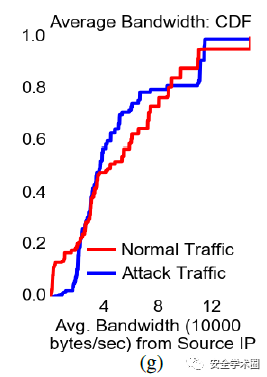 Average Bandwidth: CDF
1.0
0.8
0.6
0.4
0.2
0.0
Normal Traffic
Attack Traffic
4 8 12
Avg. Bandwidth (10000
bytes/sec) from Source IP
(g)
安全学术圈